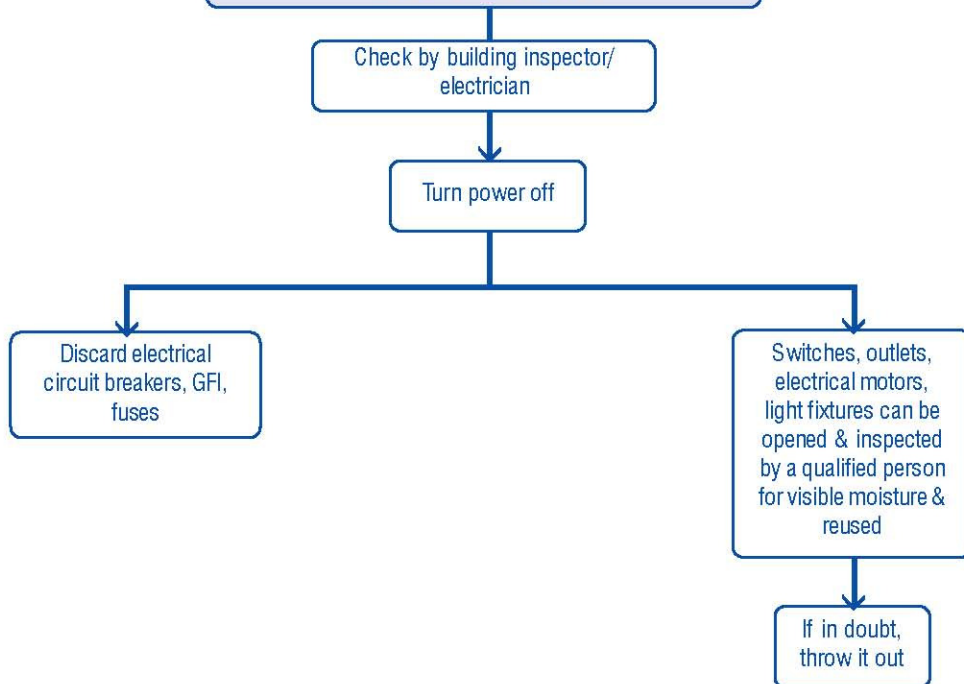 Check by building inspector/
electrician
Turn power off
Discard electrical
circuit breakers, GFI,
fuses
Switches, outlets,
electrical motors,
light fixtures can be
opened & inspected
by a qualified person
for visible moisture &
reused
If in doubt,
throw it out